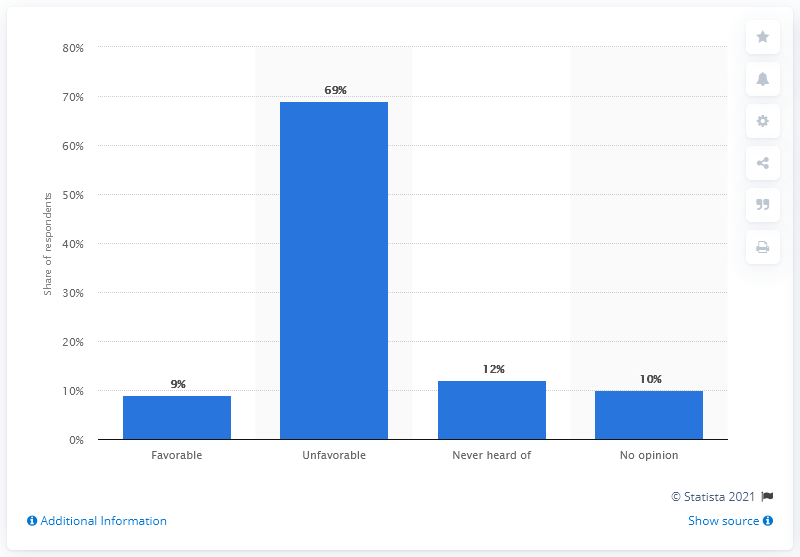 80%
70%
60%
50%
40%
30%
20%
10%
0%
Share of respondents
9%
69%
12%
10%
Favorable
Unfavorable
Never heard of
No opinion
© Statista 2021
Additional Information
Show source